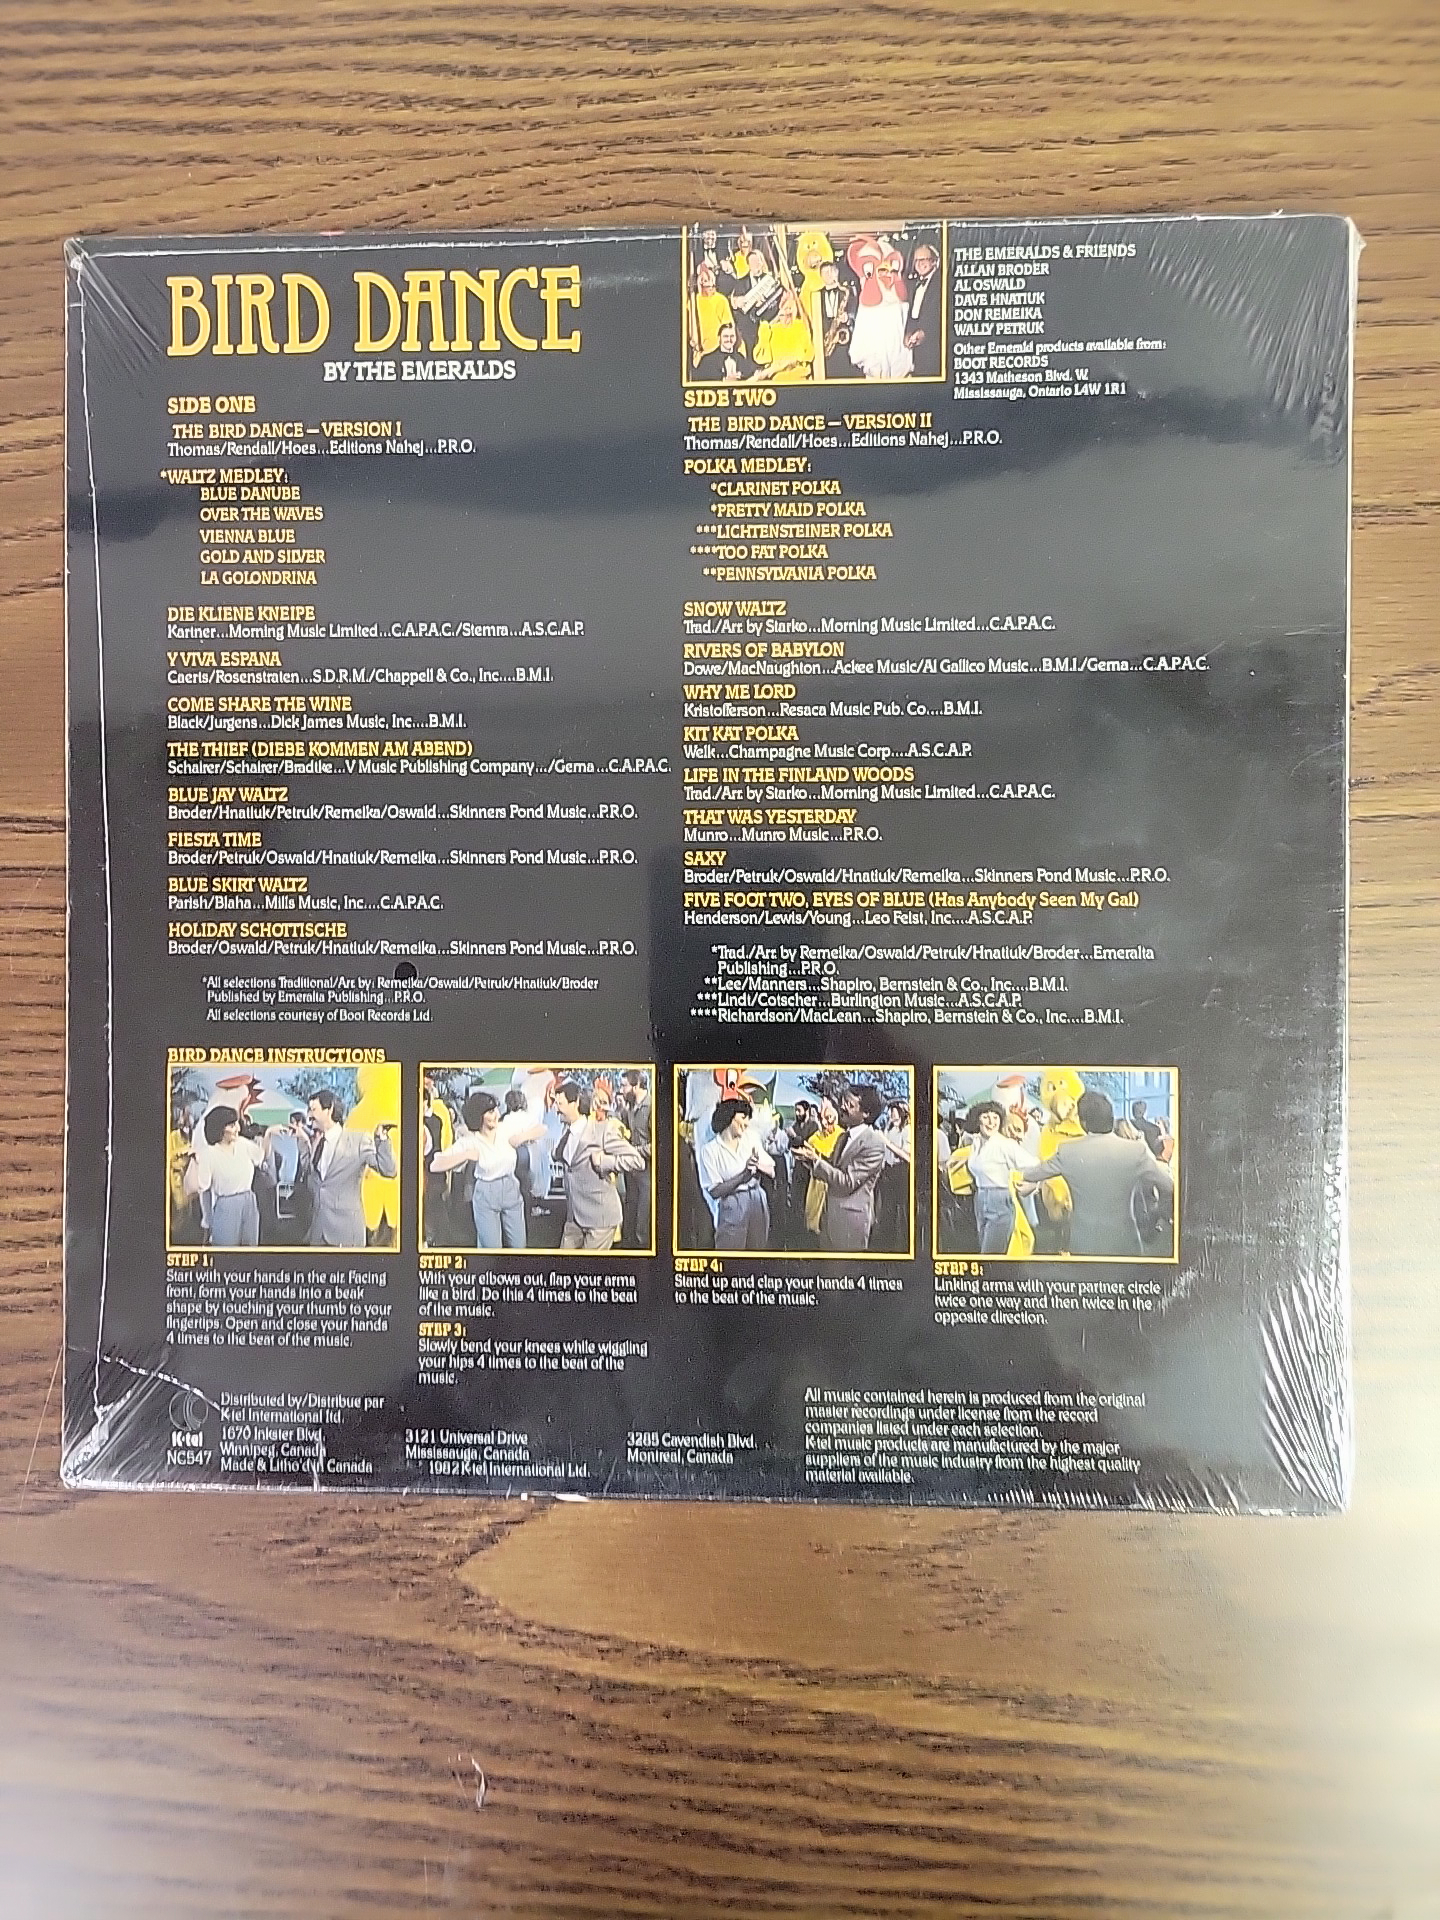 BIRD DANCE
BY THE EMERALDS
SIDE ONE
THE BIRD DANCE – VERSION I
Thomas/Rendall/Hoes...Editions Nahej...P.R.O.
*WALTZ MEDLEY:
BLUE DANUBE
OVER THE WAVES
VIENNA BLUE
GOLD AND SILVER
LA GOLONDRINA
DIE KLIENE KNEIPE
Kartner...Morning Music Limited...C.A.P.A.C./Stemra...A.S.C.A.P.
Y VIVA ESPANA
Caerts/Rosenstraten...S.D.R.M./Chappell & Co., Inc....B.M.I.
COME SHARE THE WINE
Black/Jurgens...Dick James Music, Inc....B.M.I.
THE THIEF (DIEBE KOMMEN AM ABEND)
Schairer/Schairer/Bradtke...V Music Publishing Company.../Gema...C.A.P.A.C.
BLUE JAY WALTZ
Broder/Hnatiuk/Petruk/Remeika/Oswald...Skinners Pond Music...P.R.O.
FIESTA TIME
Broder/Petruk/Oswald/Hnatiuk/Remeika...Skinners Pond Music...P.R.O.
BLUE SKIRT WALTZ
Parish/Blaha...Mills Music, Inc....C.A.P.A.C.
HOLIDAY SCHOTTISCHE
Broder/Oswald/Petruk/Hnatiuk/Remeika...Skinners Pond Music...P.R.O.
*All selections Traditional/Arr. by: Remeika/Oswald/Petruk/Hnatiuk/Broder
Published by Emeralta Publishing...P.R.O.
All selections courtesy of Boot Records Ltd.
THE EMERALDS & FRIENDS
ALLAN BRODER
AL OSWALD
DAVE HNATIUK
DON REMEIKA
WALLY PETRUK
Other Emerald products available from:
BOOT RECORDS
1343 Matheson Blvd. W.
Mississauga, Ontario L4W 1R1
SIDE TWO
THE BIRD DANCE – VERSION II
Thomas/Rendall/Hoes...Editions Nahej...P.R.O.
POLKA MEDLEY:
*CLARINET POLKA
*PRETTY MAID POLKA
***LICHTENSTEINER POLKA
****TOO FAT POLKA
**PENNSYLVANIA POLKA
SNOW WALTZ
Trad./Arr. by Starko...Morning Music Limited...C.A.P.A.C.
RIVERS OF BABYLON
Dowe/MacNaughton...Ackee Music/Al Gallico Music...B.M.I./Gema...C.A.P.A.C.
WHY ME LORD
Kristofferson...Resaca Music Pub. Co....B.M.I.
KIT KAT POLKA
Welk...Champagne Music Corp....A.S.C.A.P.
LIFE IN THE FINLAND WOODS
Trad./Arr. by Starko...Morning Music Limited...C.A.P.A.C.
THAT WAS YESTERDAY
Munro...Munro Music...P.R.O.
SAXY
Broder/Petruk/Oswald/Hnatiuk/Remeika...Skinners Pond Music...P.R.O.
FIVE FOOT TWO, EYES OF BLUE (Has Anybody Seen My Gal)
Henderson/Lewis/Young...Leo Feist, Inc....A.S.C.A.P.
*Trad./Arr. by Remeika/Oswald/Petruk/Hnatiuk/Broder...Emeralta
Publishing...P.R.O.
**Lee/Manners...Shapiro, Bernstein & Co., Inc....B.M.I.
***Lindt/Cotscher...Burlington Music...A.S.C.A.P.
****Richardson/MacLean...Shapiro, Bernstein & Co., Inc....B.M.I.
BIRD DANCE INSTRUCTIONS
STEP 1:
Start with your hands in the air. Facing
front, form your hands into a beak
shape by touching your thumb to your
fingertips. Open and close your hands
4 times to the beat of the music.
STEP 2:
With your elbows out, flap your arms
like a bird. Do this 4 times to the beat
of the music.
STEP 3:
Slowly bend your knees while wiggling
your hips 4 times to the beat of the
music.
STEP 4:
Stand up and clap your hands 4 times
to the beat of the music.
STEP 5:
Linking arms with your partner, circle
twice one way and then twice in the
opposite direction.
K-tel
NC547
Distributed by/Distribue par
K-tel International ltd.
1670 Inkster Blvd.
Winnipeg, Canada
Made & Litho'd in Canada
3121 Universal Drive
Mississauga, Canada
1982 K-tel International Ltd.
3285 Cavendish Blvd.
Montreal, Canada
All music contained herein is produced from the original
master recordings under license from the record
companies listed under each selection.
K-tel music products are manufactured by the major
suppliers of the music industry from the highest quality
material available.